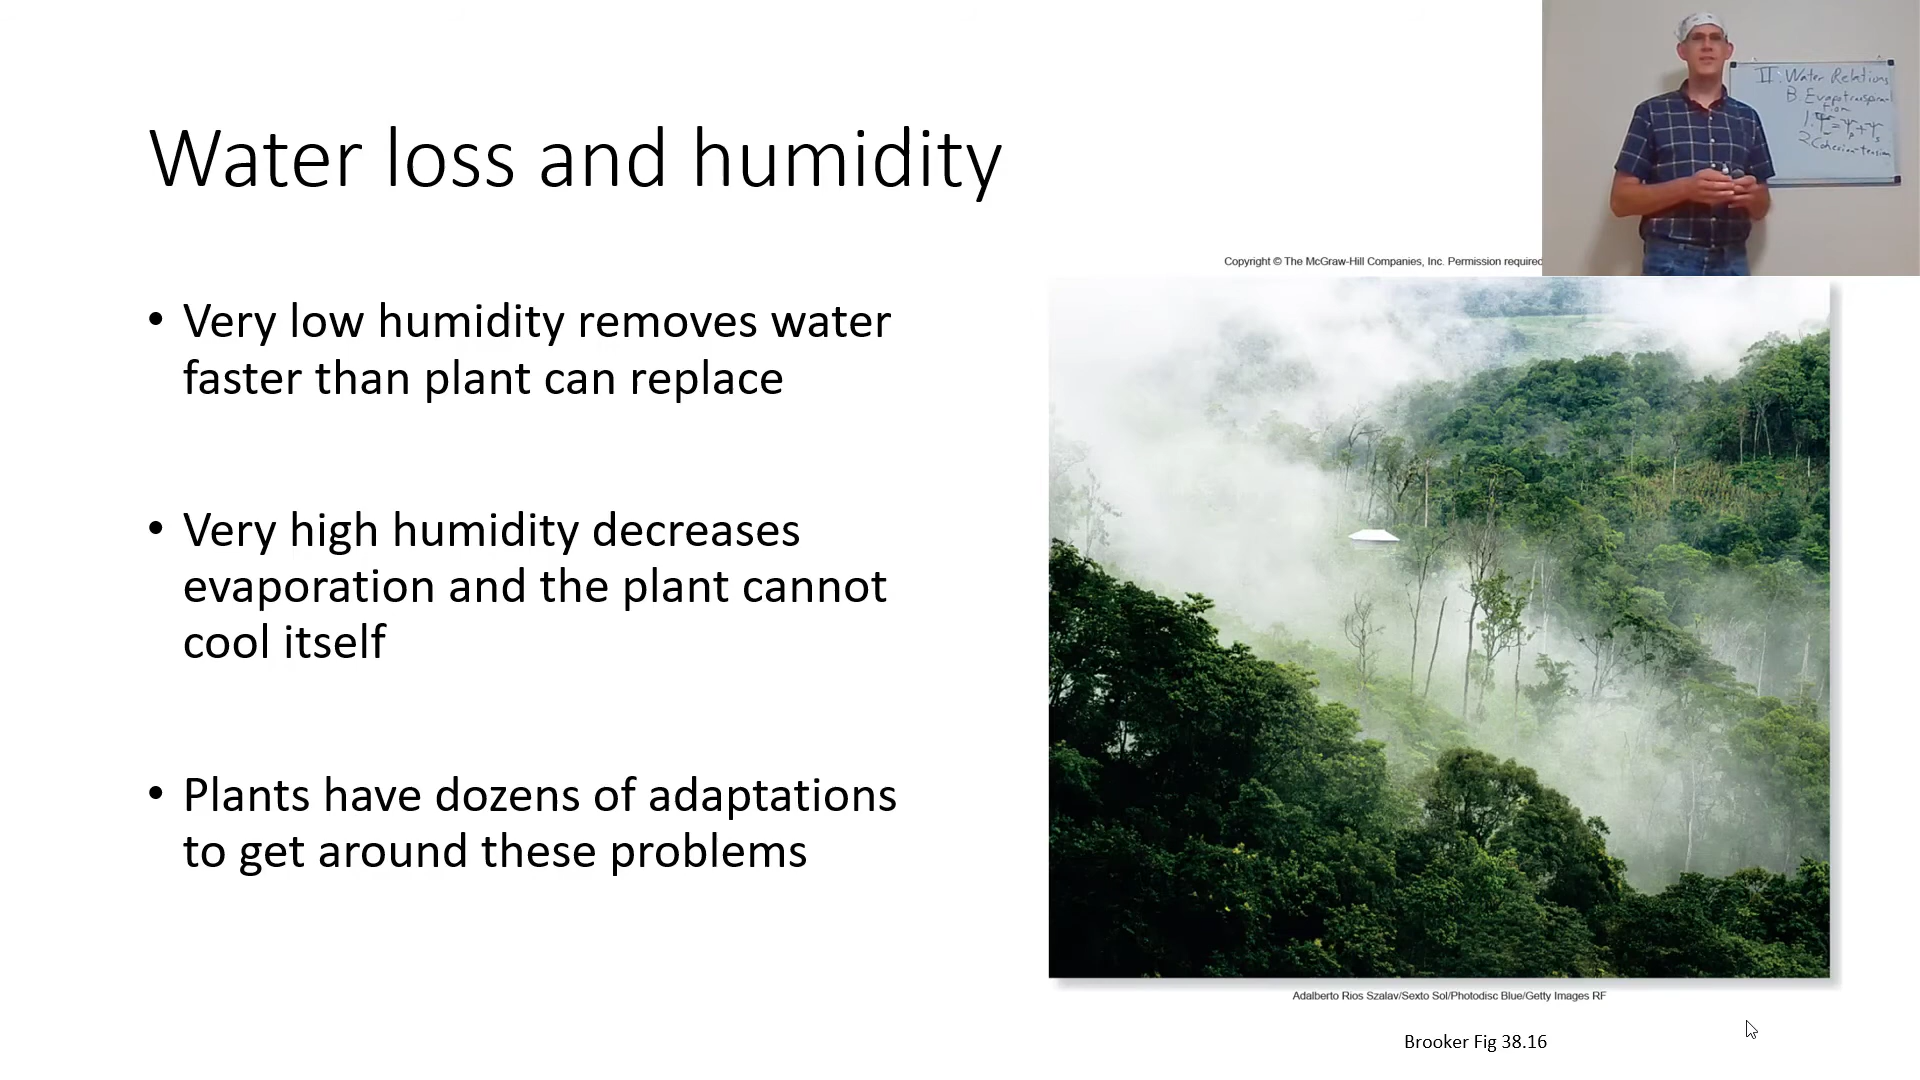 Water loss and humidity
• Very low humidity removes water
faster than plant can replace
• Very high humidity decreases
evaporation and the plant cannot
cool itself
• Plants have dozens of adaptations
to get around these problems
II. Water Relations
B. Evapotranspira-
tion
1. Ψ = Ψp + Ψs
2. Cohesion-tension
Copyright © The McGraw-Hill Companies, Inc. Permission required
Adalberto Rios Szalav/Sexto Sol/Photodisc Blue/Getty Images RF
Brooker Fig 38.16